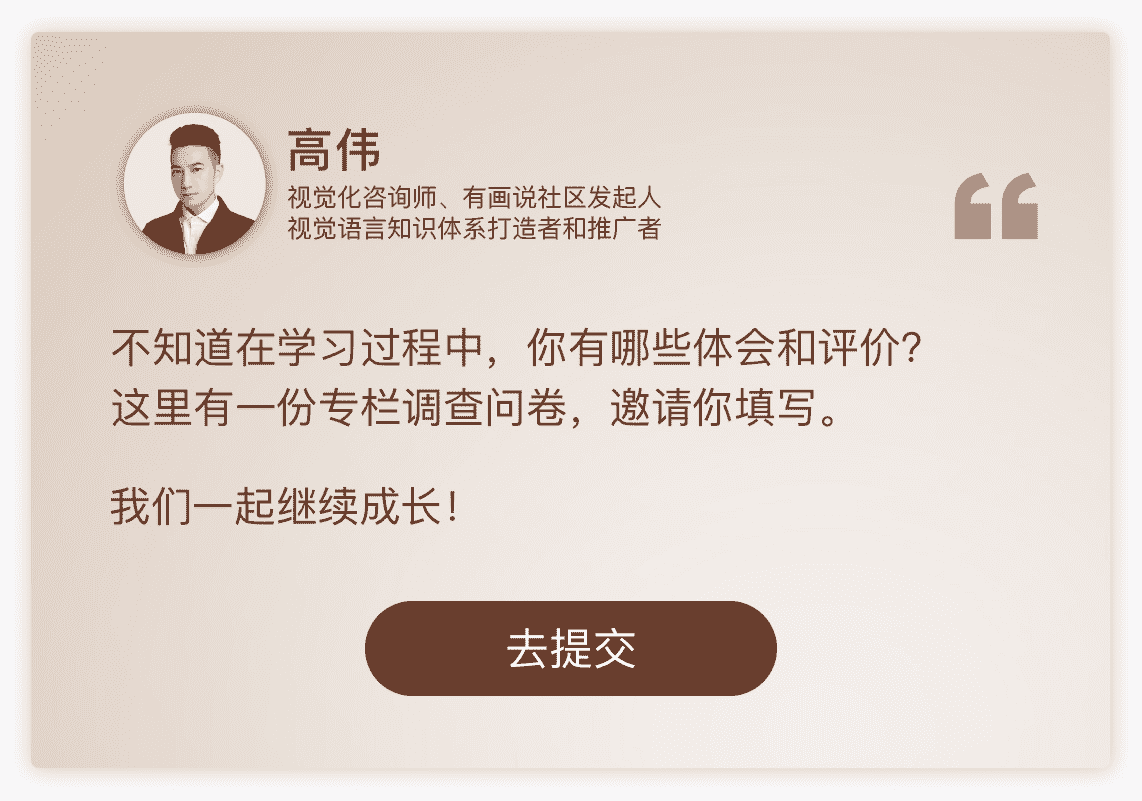 高伟
视觉化咨询师、有画说社区发起人
视觉语言知识体系打造者和推广者
不知道在学习过程中，你有哪些体会和评价？
这里有一份专栏调查问卷，邀请你填写。
我们一起继续成长！
去提交